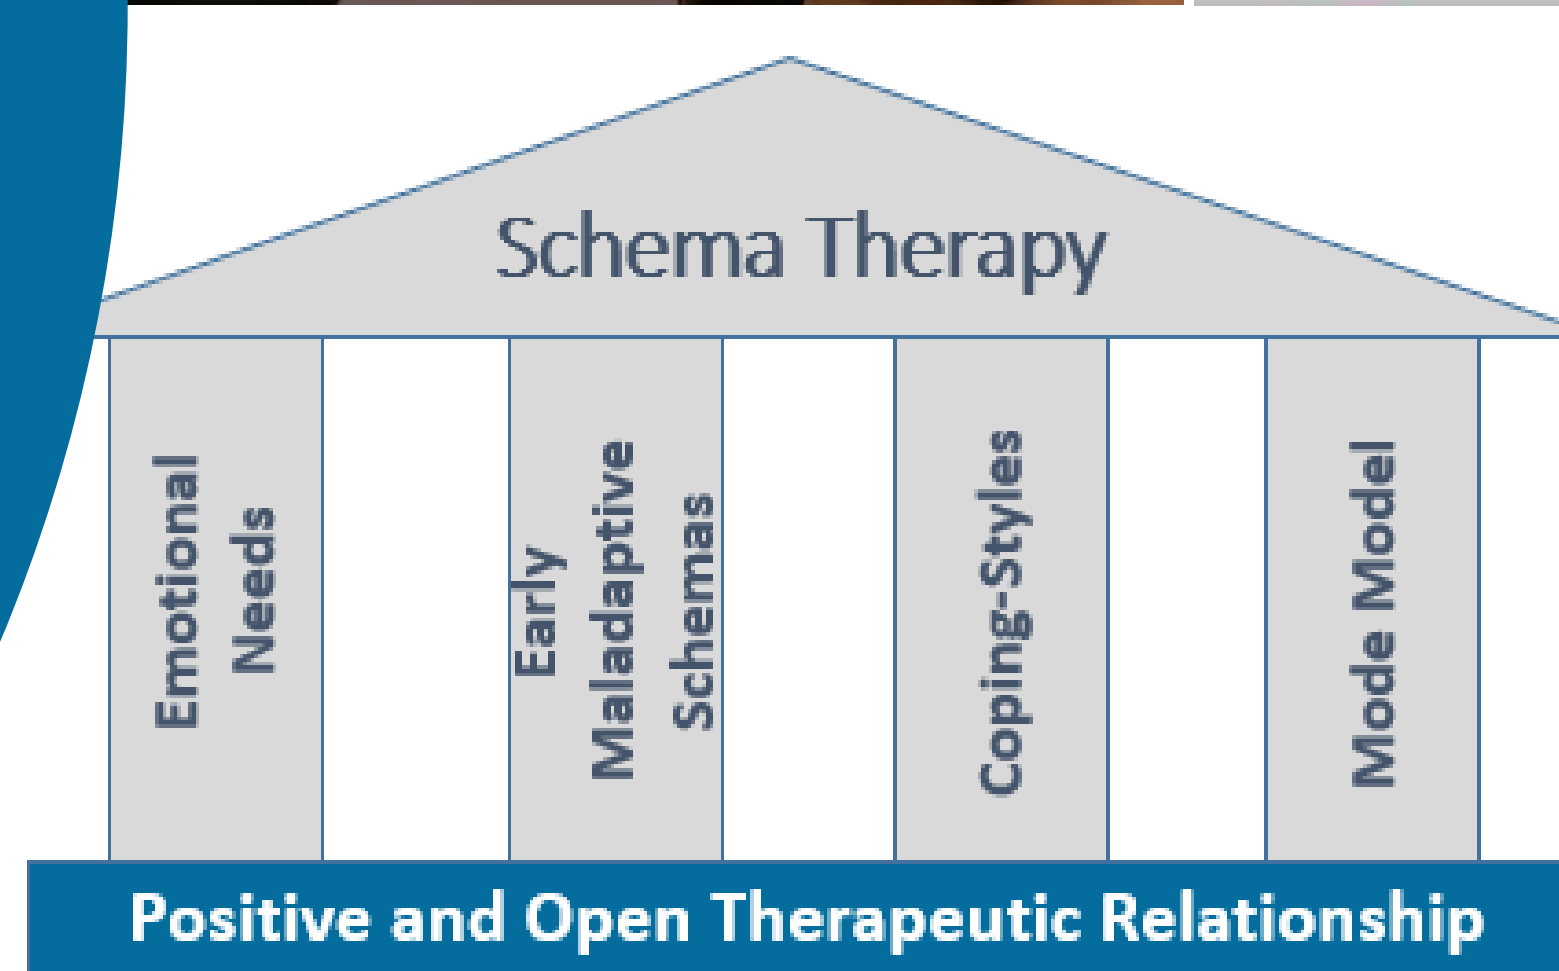 Schema Therapy
Emotional
Needs
Early
Maladaptive
Schemas
Coping-Styles
Mode Model
Positive and Open Therapeutic Relationship